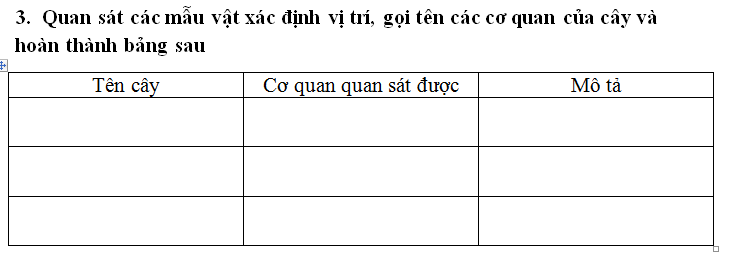 3. Quan sát các mẫu vật xác định vị trí, gọi tên các cơ quan của cây và
hoàn thành bảng sau
Tên cây Cơ quan quan sát được Mô tả